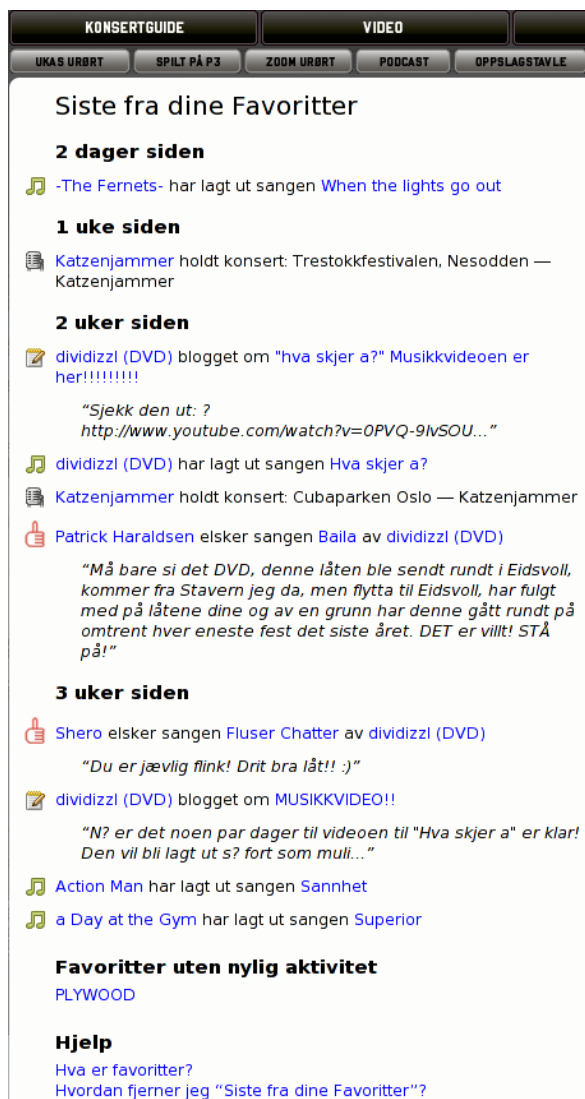 KONSERTGUIDE VIDEO
UKAS URØRT SPILT PÅ P3 ZOOM URØRT PODCAST OPPSLAGSTAVLE
Siste fra dine Favoritter
2 dager siden
-The Fernets- har lagt ut sangen When the lights go out
1 uke siden
Katzenjammer holdt konsert: Trestokkfestivalen, Nesodden —
Katzenjammer
2 uker siden
dividizzl (DVD) blogget om "hva skjer a?" Musikkvideoen er
her!!!!!!!!!
“Sjekk den ut: ?
http://www.youtube.com/watch?v=0PVQ-9lvSOU...”
dividizzl (DVD) har lagt ut sangen Hva skjer a?
Katzenjammer holdt konsert: Cubaparken Oslo — Katzenjammer
Patrick Haraldsen elsker sangen Baila av dividizzl (DVD)
“Må bare si det DVD, denne låten ble sendt rundt i Eidsvoll,
kommer fra Stavern jeg da, men flytta til Eidsvoll, har fulgt
med på låtene dine og av en grunn har denne gått rundt på
omtrent hver eneste fest det siste året. DET er villt! STÅ
på!”
3 uker siden
Shero elsker sangen Fluser Chatter av dividizzl (DVD)
“Du er jævlig flink! Drit bra låt!! :)”
dividizzl (DVD) blogget om MUSIKKVIDEO!!
“N? er det noen par dager til videoen til "Hva skjer a" er klar!
Den vil bli lagt ut s? fort som muli...”
Action Man har lagt ut sangen Sannhet
a Day at the Gym har lagt ut sangen Superior
Favoritter uten nylig aktivitet
PLYWOOD
Hjelp
Hva er favoritter?
Hvordan fjerner jeg “Siste fra dine Favoritter”?